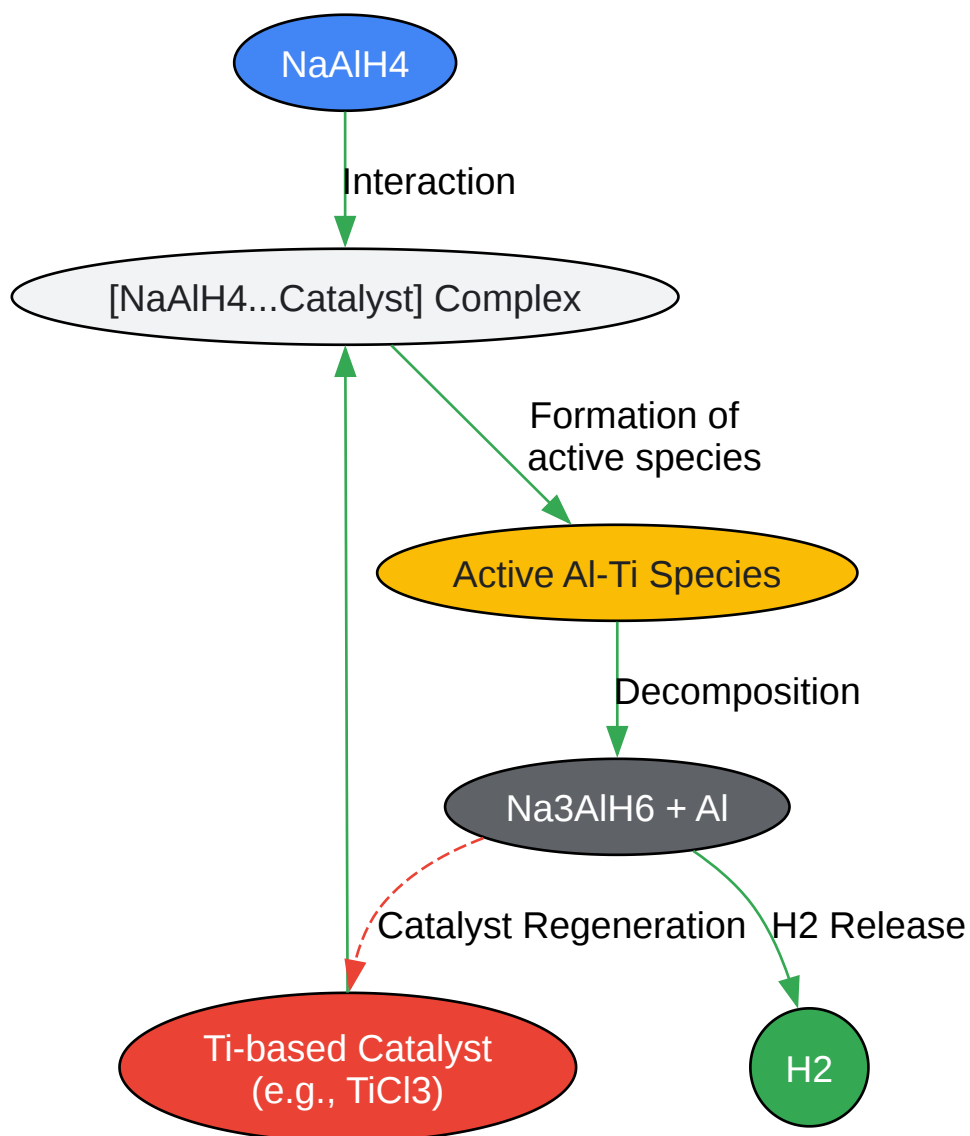 NaAlH4
Interaction
[NaAlH4...Catalyst] Complex
Formation of
active species
Active Al-Ti Species
Decomposition
Na3AlH6 + Al
Catalyst Regeneration
H2 Release
Ti-based Catalyst
(e.g., TiCl3)
H2